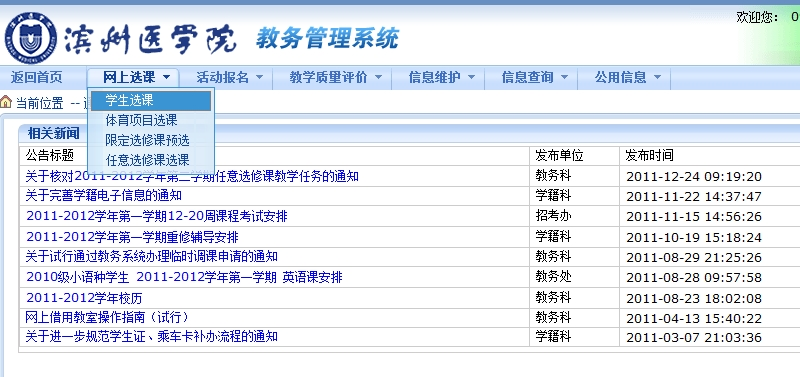 滨州医学院 教务管理系统 欢迎您: 0
返回首页 网上选课 活动报名 教学质量评价 信息维护 信息查询 公用信息
当前位置 --
学生选课
体育项目选课
限定选修课预选
任意选修课选课
相关新闻
公告标题 发布单位 发布时间
关于核对2011-2012学年第二学期任意选修课教学任务的通知 教务科 2011-12-24 09:19:20
关于完善学籍电子信息的通知 学籍科 2011-11-22 14:37:47
2011-2012学年第一学期12-20周课程考试安排 招考办 2011-11-15 14:56:26
2011-2012学年第一学期重修辅导安排 学籍科 2011-10-19 15:18:24
关于试行通过教务系统办理临时调课申请的通知 教务科 2011-08-29 21:25:26
2010级小语种学生 2011-2012学年第一学期 英语课安排 教务处 2011-08-28 09:57:58
2011-2012学年校历 教务科 2011-08-23 18:02:08
网上借用教室操作指南（试行） 教务科 2011-04-13 15:40:22
关于进一步规范学生证、乘车卡补办流程的通知 学籍科 2011-03-07 21:03:36